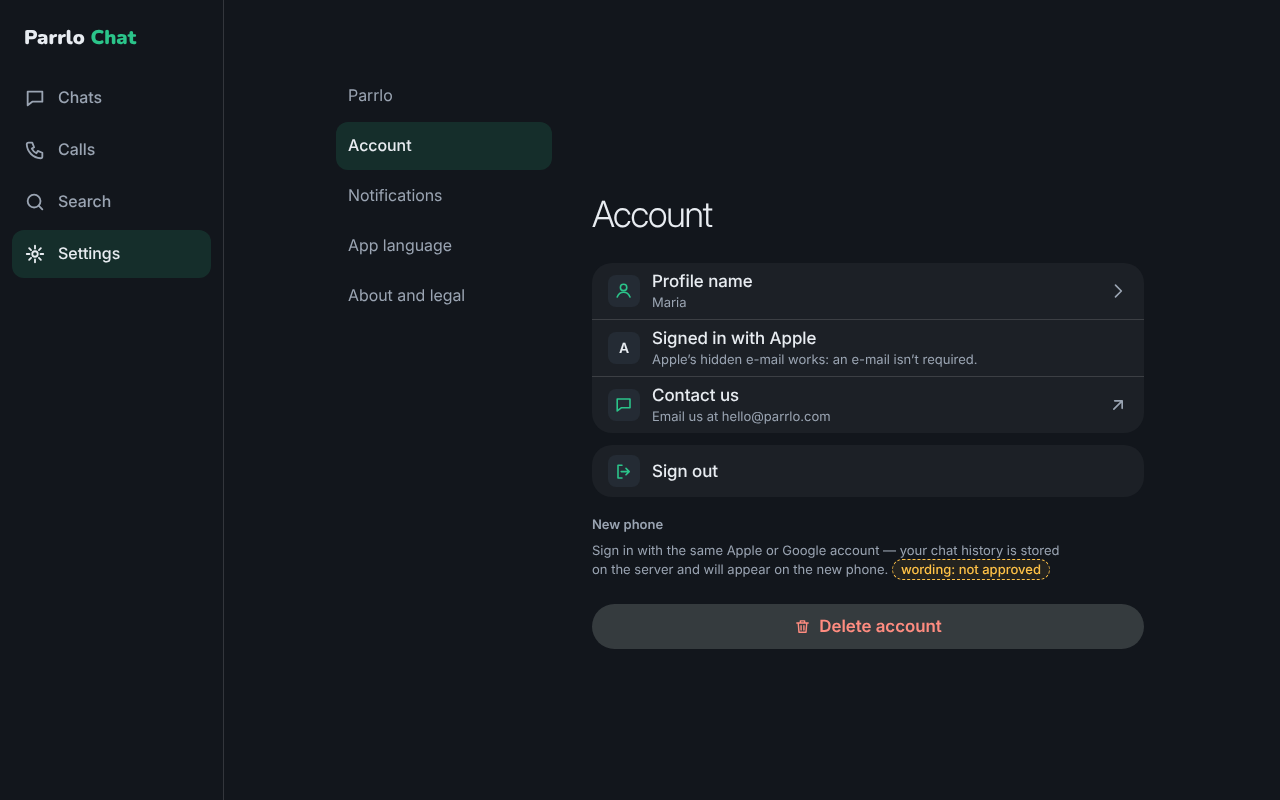 Parrlo Chat
Chats
Calls
Search
Settings
Parrlo
Account
Notifications
App language
About and legal
Account
Profile name
Maria
A
Signed in with Apple
Apple’s hidden e-mail works: an e-mail isn’t required.
Contact us
Email us at hello@parrlo.com
Sign out
New phone
Sign in with the same Apple or Google account — your chat history is stored
on the server and will appear on the new phone. wording: not approved
Delete account